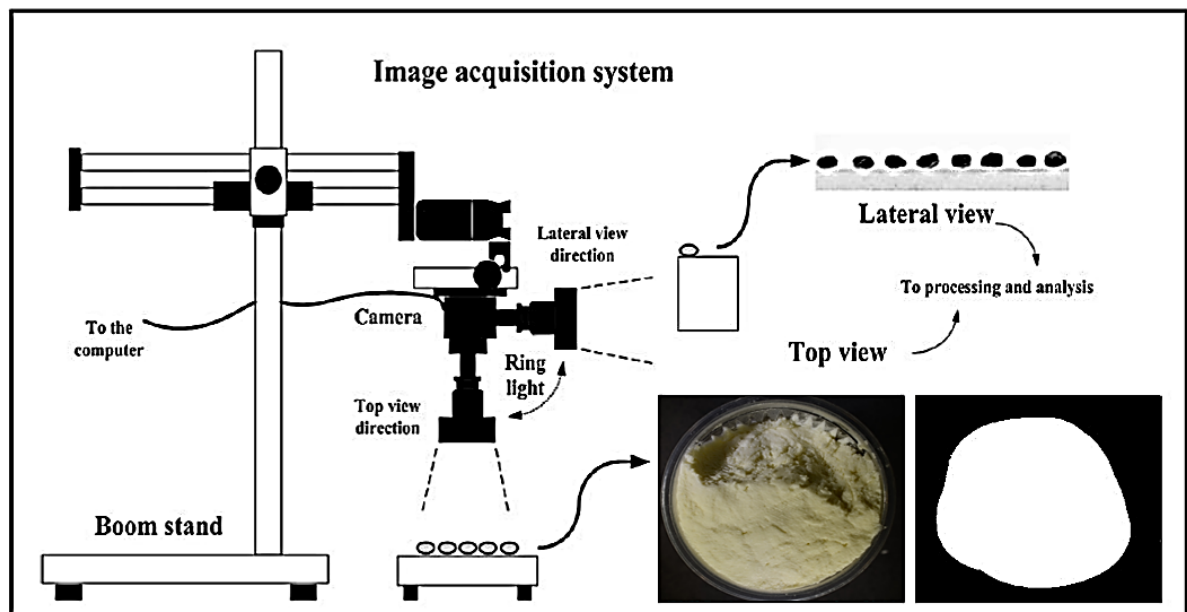 Image acquisition system
Lateral view
direction
Lateral view
To processing and analysis
To the
computer
Camera
Ring
light
Top view
Top view
direction
Boom stand